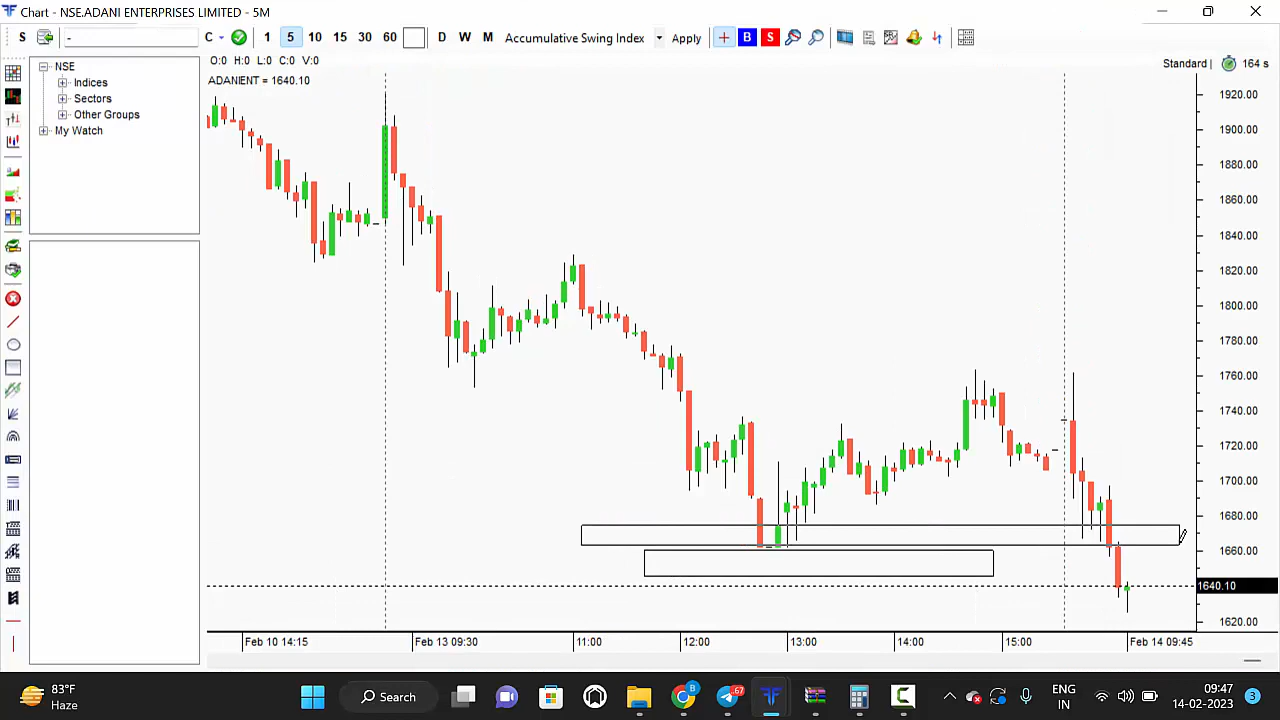 Chart - NSE.ADANI ENTERPRISES LIMITED - 5M
S - C 1 5 10 15 30 60 D W M Accumulative Swing Index Apply B S
O:0 H:0 L:0 C:0 V:0
Standard | 164 s
ADANIENT = 1640.10
NSE
Indices
Sectors
Other Groups
My Watch
1920.00
1900.00
1880.00
1860.00
1840.00
1820.00
1800.00
1780.00
1760.00
1740.00
1720.00
1700.00
1680.00
1660.00
1640.10
1620.00
Feb 10 14:15 Feb 13 09:30 11:00 12:00 13:00 14:00 15:00 Feb 14 09:45
83°F
Haze
Search
B
67
ENG
IN
09:47
14-02-2023
3